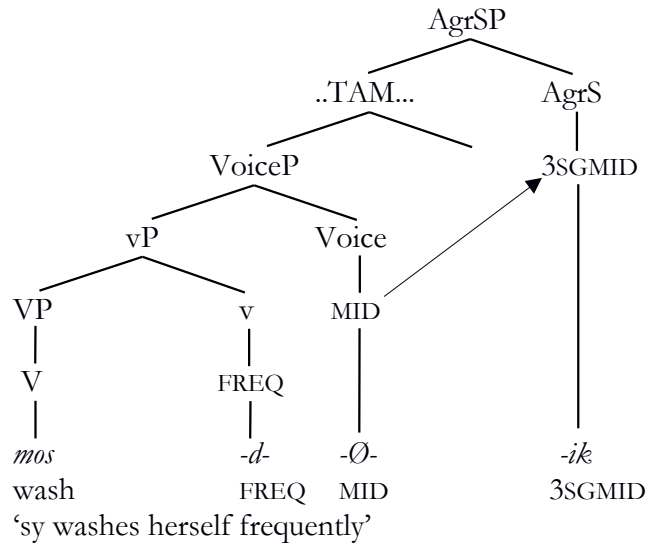 AgrSP
..TAM... AgrS
VoiceP 3SGMID
vP Voice
VP v MID
V FREQ
mos -d- -Ø- -ik
wash FREQ MID 3SGMID
‘sy washes herself frequently’